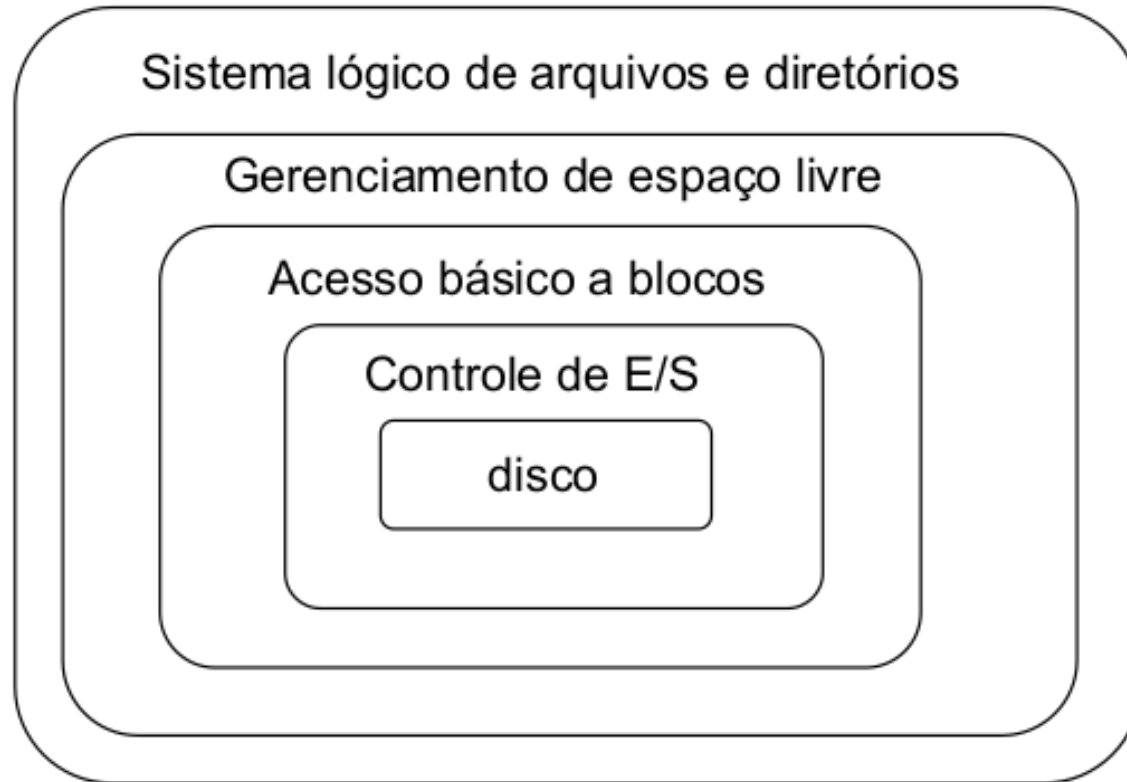 Sistema lógico de arquivos e diretórios
Gerenciamento de espaço livre
Acesso básico a blocos
Controle de E/S
disco